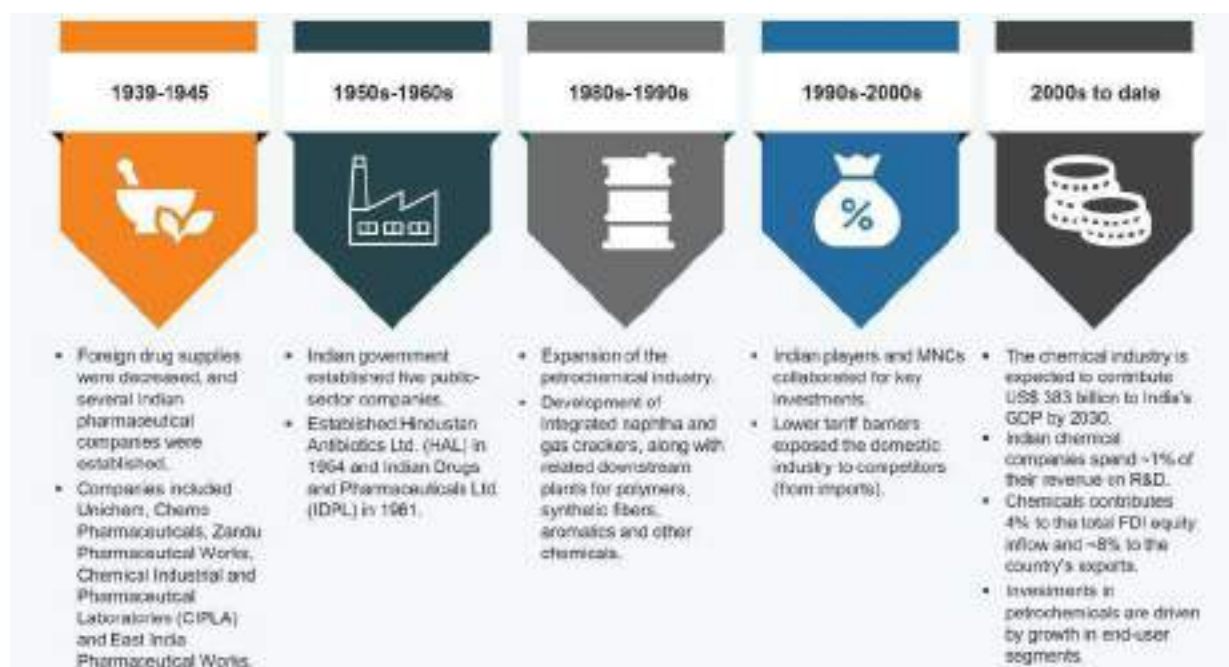 1939-1945
Foreign drug supplies
were decreased, and
several Indian
pharmaceutical
companies were
established.
Companies included
Unichem, Chemo
Pharmaceuticals, Zandu
Pharmaceutical Works,
Chemical Industrial and
Pharmaceutical
Laboratories (CIPLA)
and East India
Pharmaceutical Works.
1950s-1960s
Indian government
established five public-
sector companies.
Established Hindustan
Antibiotics Ltd. (HAL) in
1954 and Indian Drugs
and Pharmaceuticals Ltd.
(IDPL) in 1961.
1980s-1990s
Expansion of the
petrochemical industry.
Development of
integrated naphtha and
gas crackers, along with
related downstream
plants for polymers,
synthetic fibers,
aromatics and other
chemicals.
1990s-2000s
%
Indian players and MNCs
collaborated for key
investments.
Lower tariff barriers
exposed the domestic
industry to competitors
(from imports).
2000s to date
The chemical industry is
expected to contribute
US$ 383 billion to India's
GDP by 2030.
Indian chemical
companies spend ~1% of
their revenue on R&D.
Chemicals contributes
4% to the total FDI equity
inflow and ~8% to the
country's exports.
Investments in
petrochemicals are driven
by growth in end-user
segments.